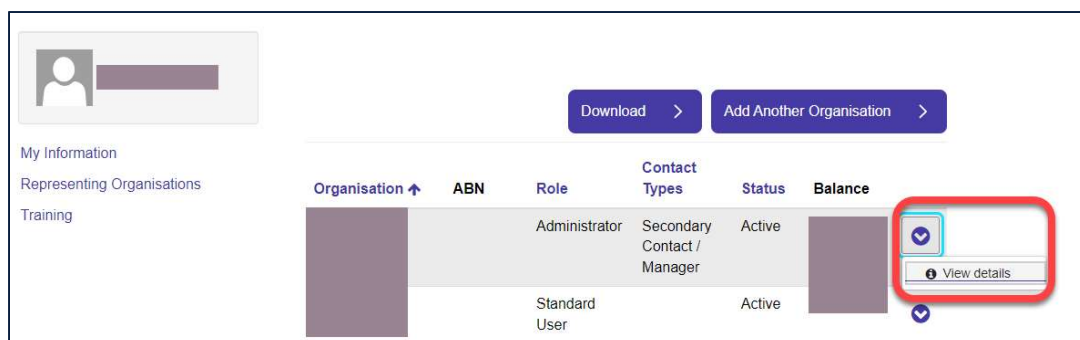 Download
Add Another Organisation
My Information
Representing Organisations
Training
Organisation ABN Role Contact Types Status Balance
Administrator Secondary Contact / Manager Active
View details
Standard User Active